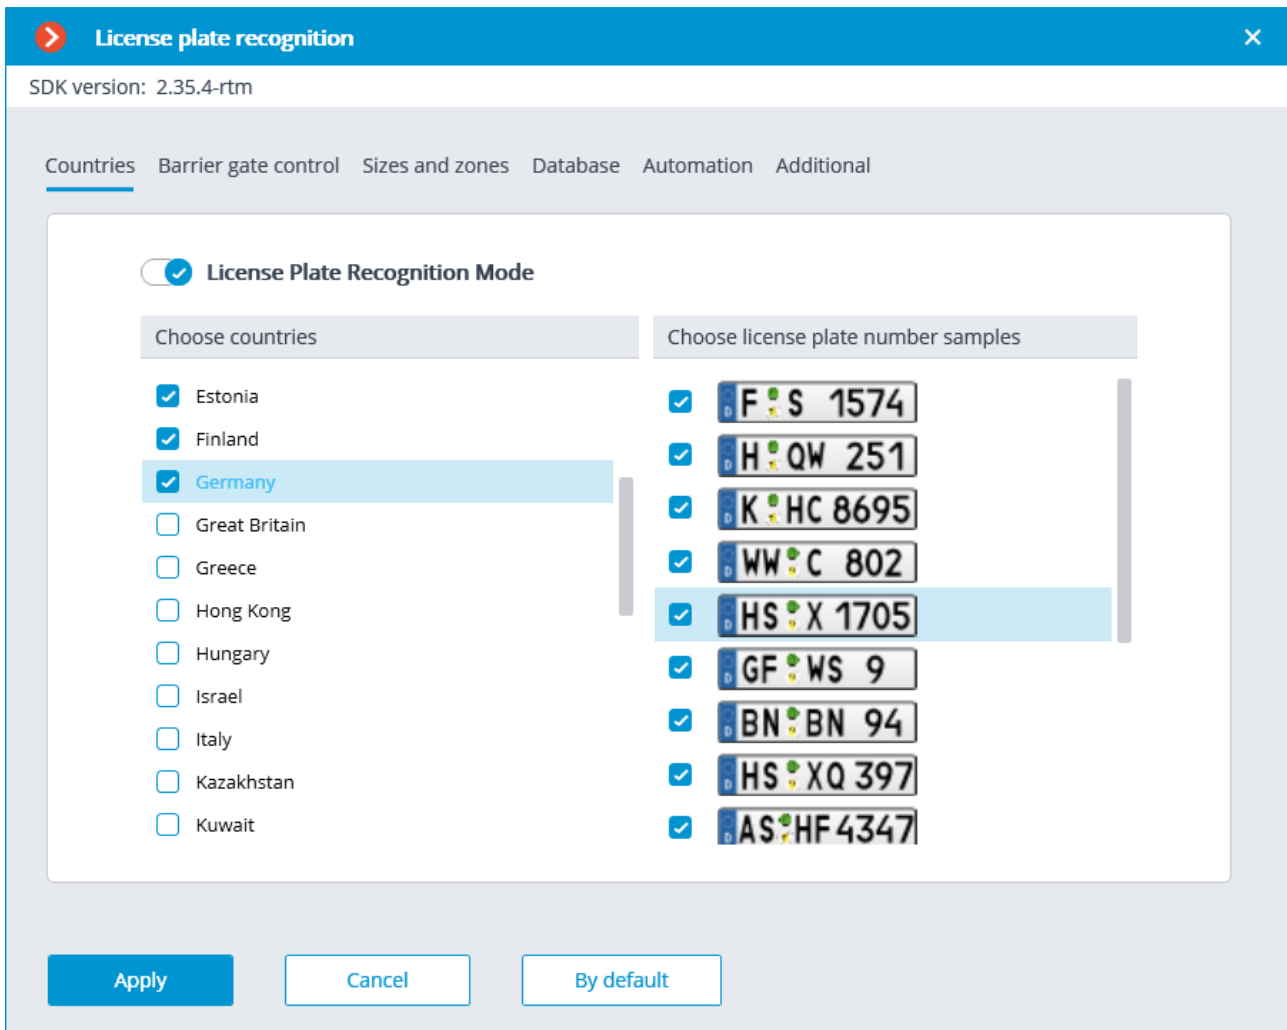 License plate recognition
SDK version: 2.35.4-rtm
Countries Barrier gate control Sizes and zones Database Automation Additional
License Plate Recognition Mode
Choose countries
Estonia
Finland
Germany
Great Britain
Greece
Hong Kong
Hungary
Israel
Italy
Kazakhstan
Kuwait
Choose license plate number samples
D F S 1574
D H QW 251
D K HC 8695
D WW C 802
D HS X 1705
D GF WS 9
D BN BN 94
D HS XQ 397
D AS HF 4347
Apply Cancel By default